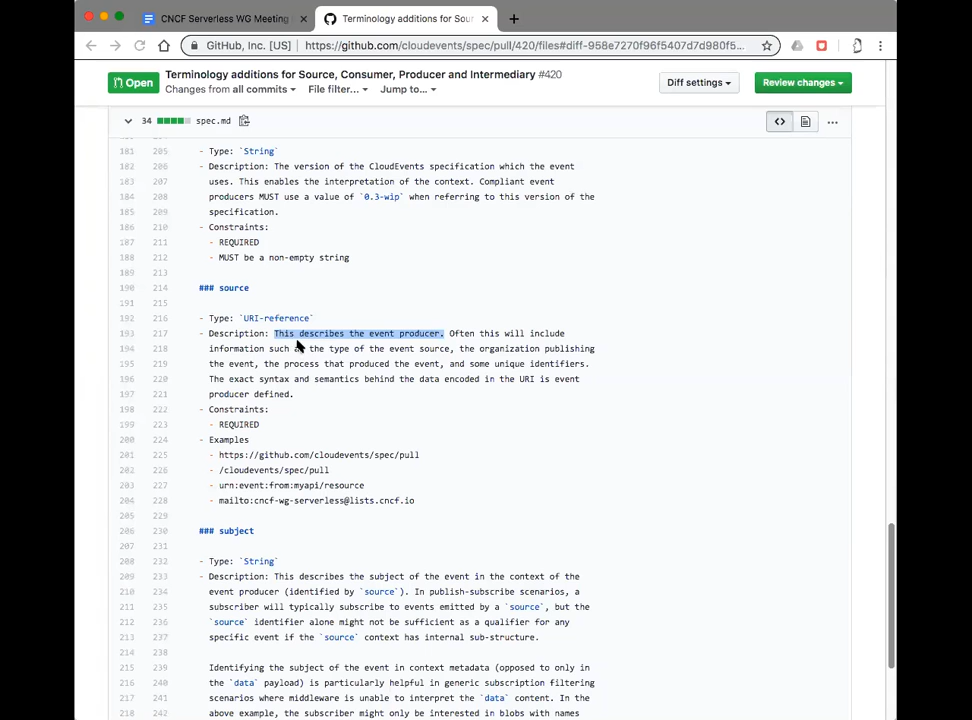 CNCF Serverless WG Meeting
Terminology additions for Sour
GitHub, Inc. [US] https://github.com/cloudevents/spec/pull/420/files#diff-958e7270f96f5407d7d980f5...
Open
Terminology additions for Source, Consumer, Producer and Intermediary #420
Changes from all commits File filter... Jump to...
Diff settings
Review changes
34 spec.md
181 205 - Type: `String`
182 206 - Description: The version of the CloudEvents specification which the event
183 207 uses. This enables the interpretation of the context. Compliant event
184 208 producers MUST use a value of `0.3-wip` when referring to this version of the
185 209 specification.
186 210 - Constraints:
187 211 - REQUIRED
188 212 - MUST be a non-empty string
189 213
190 214 ### source
191 215
192 216 - Type: `URI-reference`
193 217 - Description: This describes the event producer. Often this will include
194 218 information such as the type of the event source, the organization publishing
195 219 the event, the process that produced the event, and some unique identifiers.
196 220 The exact syntax and semantics behind the data encoded in the URI is event
197 221 producer defined.
198 222 - Constraints:
199 223 - REQUIRED
200 224 - Examples
201 225 - https://github.com/cloudevents/spec/pull
202 226 - /cloudevents/spec/pull
203 227 - urn:event:from:myapi/resource
204 228 - mailto:cncf-wg-serverless@lists.cncf.io
205 229
206 230 ### subject
207 231
208 232 - Type: `String`
209 233 - Description: This describes the subject of the event in the context of the
210 234 event producer (identified by `source`). In publish-subscribe scenarios, a
211 235 subscriber will typically subscribe to events emitted by a `source`, but the
212 236 `source` identifier alone might not be sufficient as a qualifier for any
213 237 specific event if the `source` context has internal sub-structure.
214 238
215 239 Identifying the subject of the event in context metadata (opposed to only in
216 240 the `data` payload) is particularly helpful in generic subscription filtering
217 241 scenarios where middleware is unable to interpret the `data` content. In the
218 242 above example, the subscriber might only be interested in blobs with names